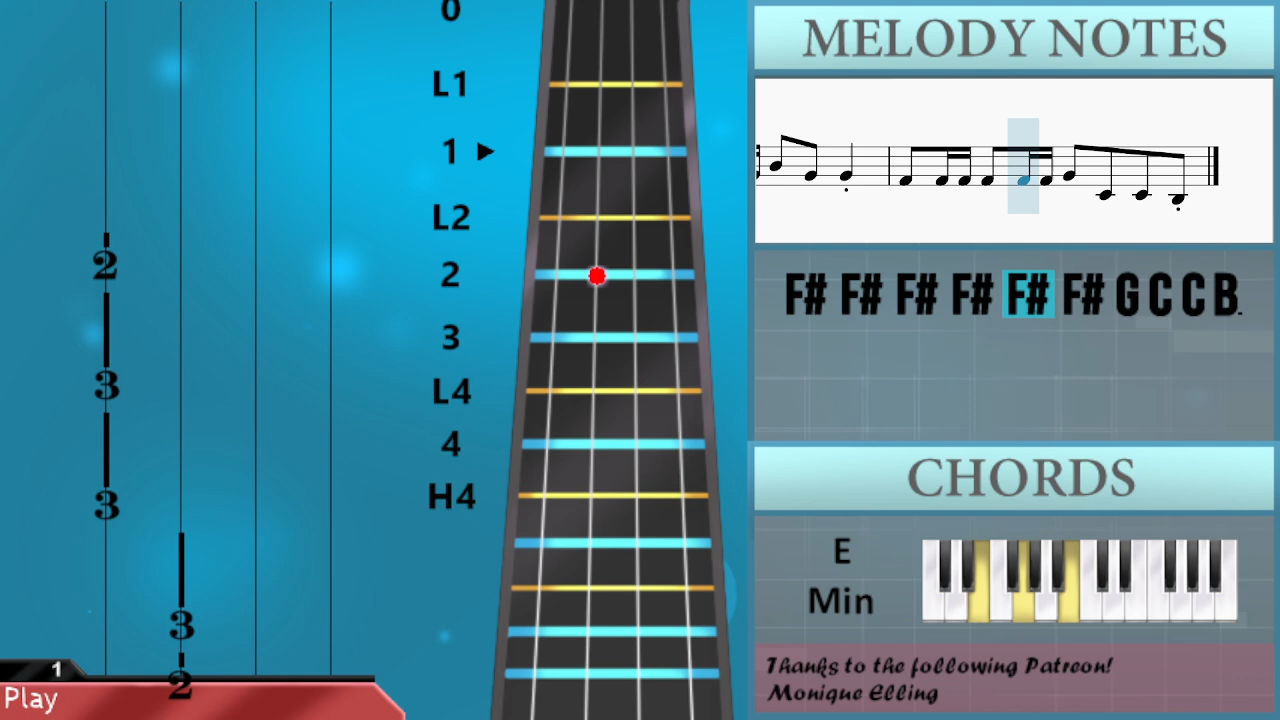 2
3
3
3
2
1
Play
0
L1
1 ►
L2
2
3
L4
4
H4
MELODY NOTES
F# F# F# F# F# F# G C C B.
CHORDS
E
Min
Thanks to the following Patreon!
Monique Elling